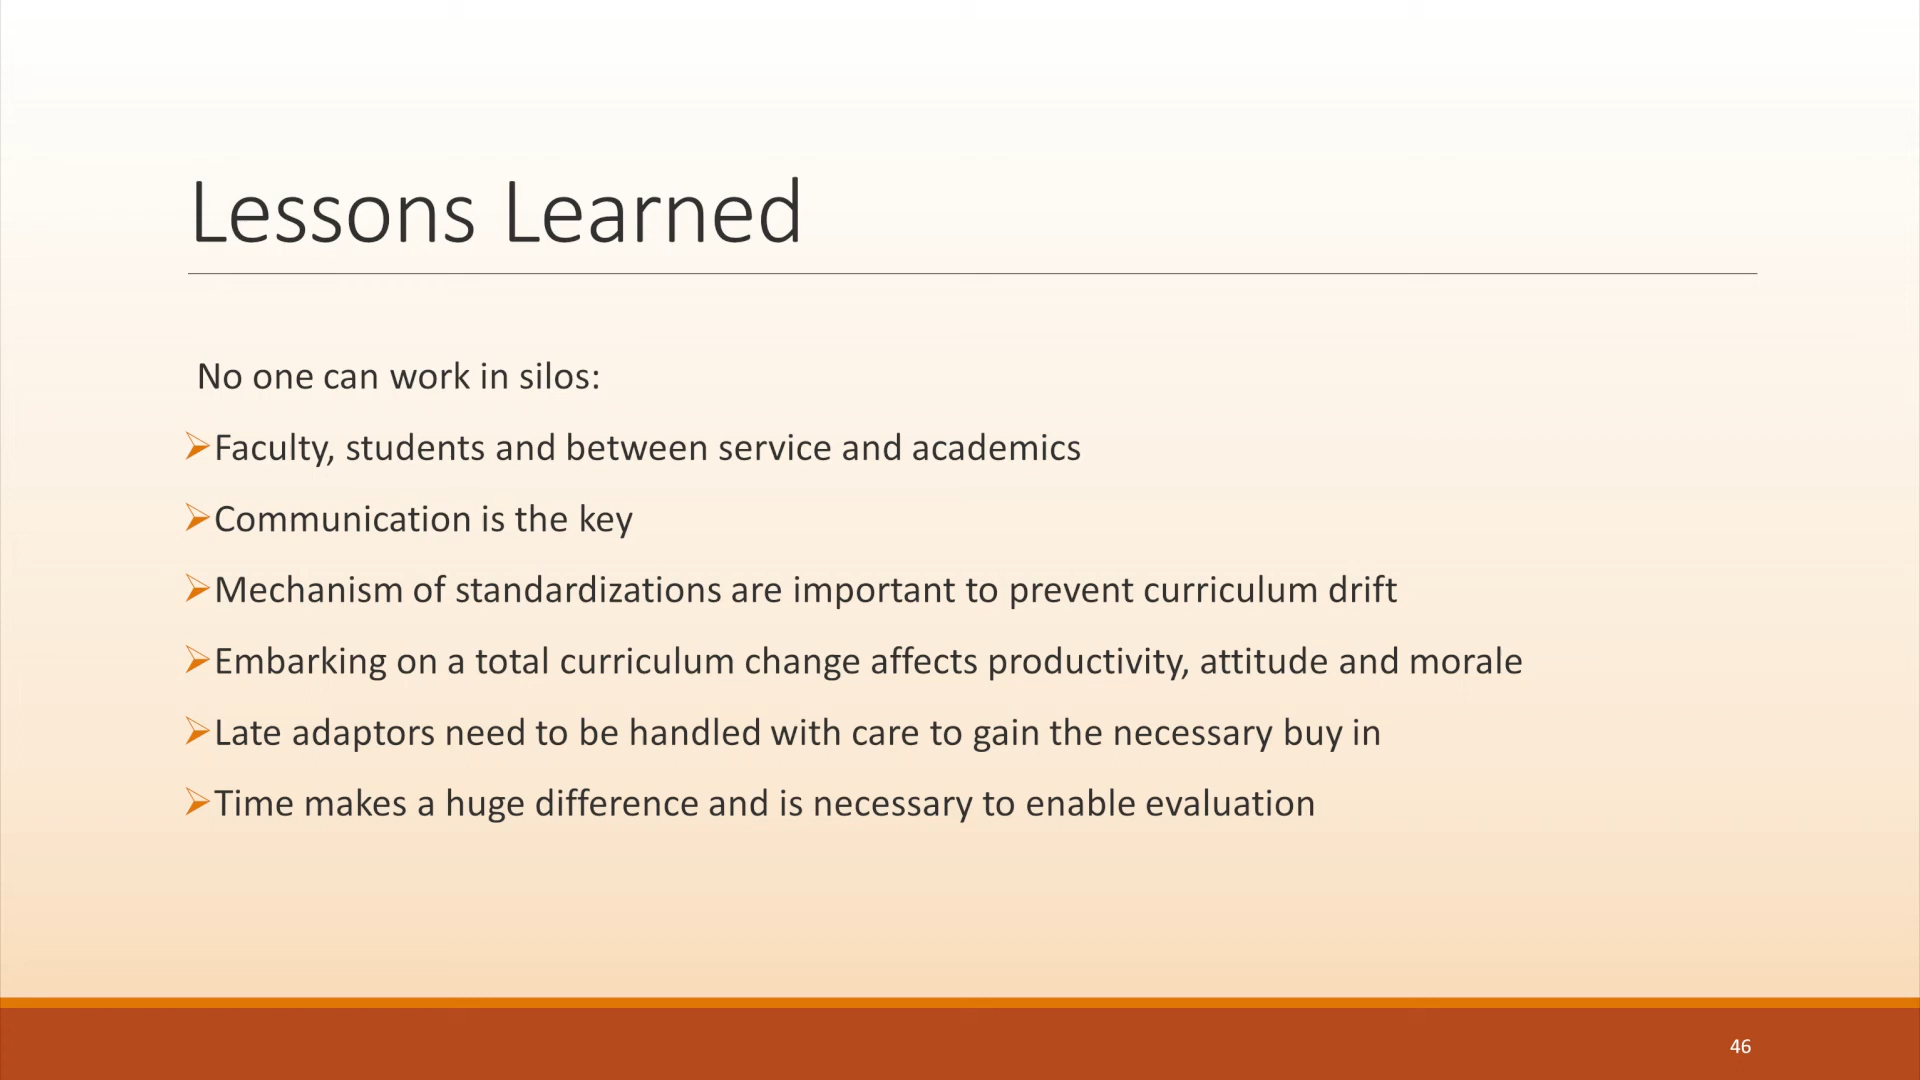 Lessons Learned
No one can work in silos:
➢Faculty, students and between service and academics
➢Communication is the key
➢Mechanism of standardizations are important to prevent curriculum drift
➢Embarking on a total curriculum change affects productivity, attitude and morale
➢Late adaptors need to be handled with care to gain the necessary buy in
➢Time makes a huge difference and is necessary to enable evaluation
46